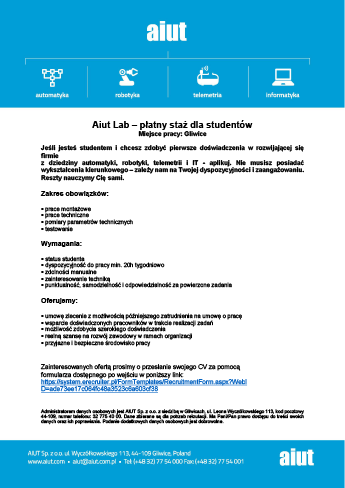 aiut
automatyka
robotyka
telemetria
informatyka
Aiut Lab – płatny staż dla studentów
Miejsce pracy: Gliwice
Jeśli jesteś studentem i chcesz zdobyć pierwsze doświadczenia w rozwijającej się
firmie
z dziedziny automatyki, robotyki, telemetrii i IT - aplikuj. Nie musisz posiadać
wykształcenia kierunkowego – zależy nam na Twojej dyspozycyjności i zaangażowaniu.
Reszty nauczymy Cię sami.
Zakres obowiązków:
• prace montażowe
• prace techniczne
• pomiary parametrów technicznych
• testowanie
Wymagania:
• status studenta
• dyspozycyjność do pracy min. 20h tygodniowo
• zdolności manualne
• zainteresowanie techniką
• punktualność, samodzielność i odpowiedzialność za powierzone zadania
Oferujemy:
• umowę zlecenie z możliwością późniejszego zatrudnienia na umowę o pracę
• wsparcie doświadczonych pracowników w trakcie realizacji zadań
• możliwość zdobycia szerokiego doświadczenia
• realną szansę na rozwój zawodowy w ramach organizacji
• przyjazne i bezpieczne środowisko pracy
Zainteresowanych ofertą prosimy o przesłanie swojego CV za pomocą
formularza dostępnego po wejściu w poniższy link:
https://system.erecruiter.pl/FormTemplates/RecruitmentForm.aspx?WebI
D=ada73ee17c064fc48a3523c6a603df38
Administratorem danych osobowych jest AIUT Sp. z o.o. z siedzibą w Gliwicach, ul. Leona Wyczółkowskiego 113, kod pocztowy
44-109, numer telefonu: 32 775 40 00. Dane zbierane są dla potrzeb rekrutacji. Ma Pani/Pan prawo dostępu do treści swoich
danych oraz ich poprawiania. Podanie dodatkowych danych osobowych jest dobrowolne.
AIUT Sp. z o.o. ul. Wyczółkowskiego 113, 44-109 Gliwice, Poland
www.aiut.com • aiut@aiut.com.pl • Tel: (+48 32) 77 54 000 Fax: (+48 32) 77 54 001
aiut